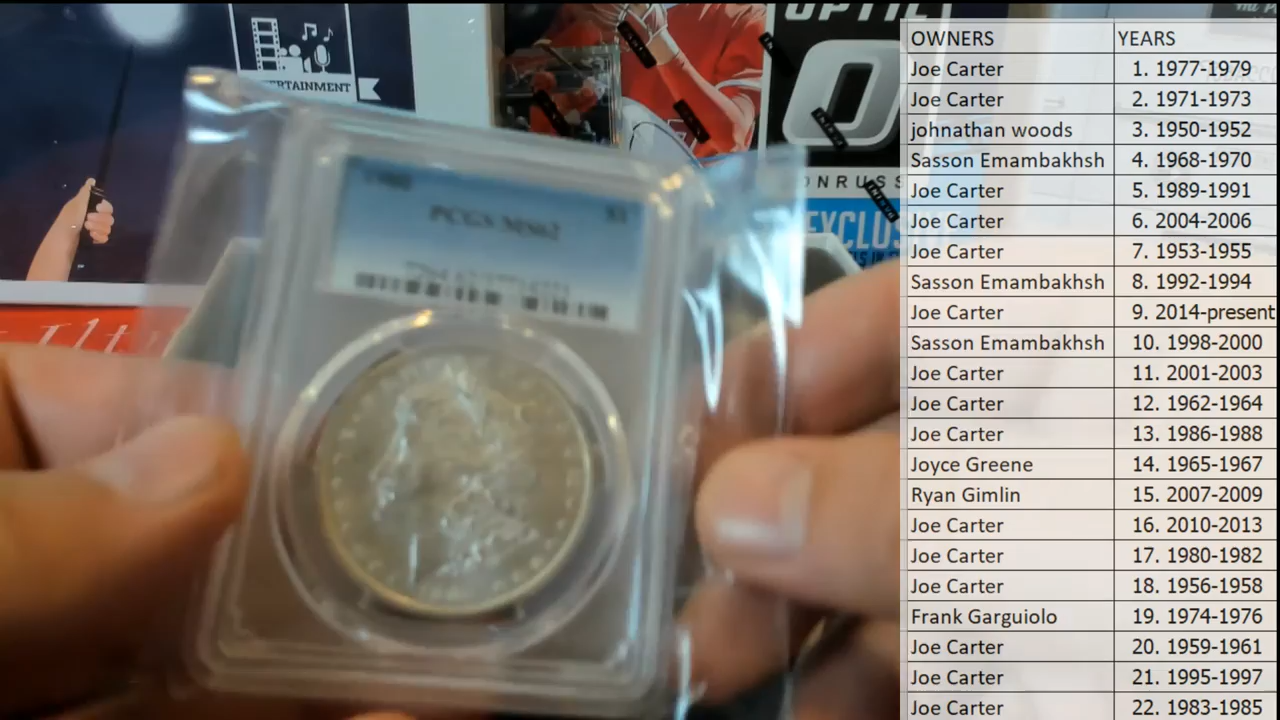 OPTIC
ERTAINMENT
DONRUSS
EXCLUS
$1
PCGS MS62
OWNERS YEARS
Joe Carter 1. 1977-1979
Joe Carter 2. 1971-1973
johnathan woods 3. 1950-1952
Sasson Emambakhsh 4. 1968-1970
Joe Carter 5. 1989-1991
Joe Carter 6. 2004-2006
Joe Carter 7. 1953-1955
Sasson Emambakhsh 8. 1992-1994
Joe Carter 9. 2014-present
Sasson Emambakhsh 10. 1998-2000
Joe Carter 11. 2001-2003
Joe Carter 12. 1962-1964
Joe Carter 13. 1986-1988
Joyce Greene 14. 1965-1967
Ryan Gimlin 15. 2007-2009
Joe Carter 16. 2010-2013
Joe Carter 17. 1980-1982
Joe Carter 18. 1956-1958
Frank Garguiolo 19. 1974-1976
Joe Carter 20. 1959-1961
Joe Carter 21. 1995-1997
Joe Carter 22. 1983-1985